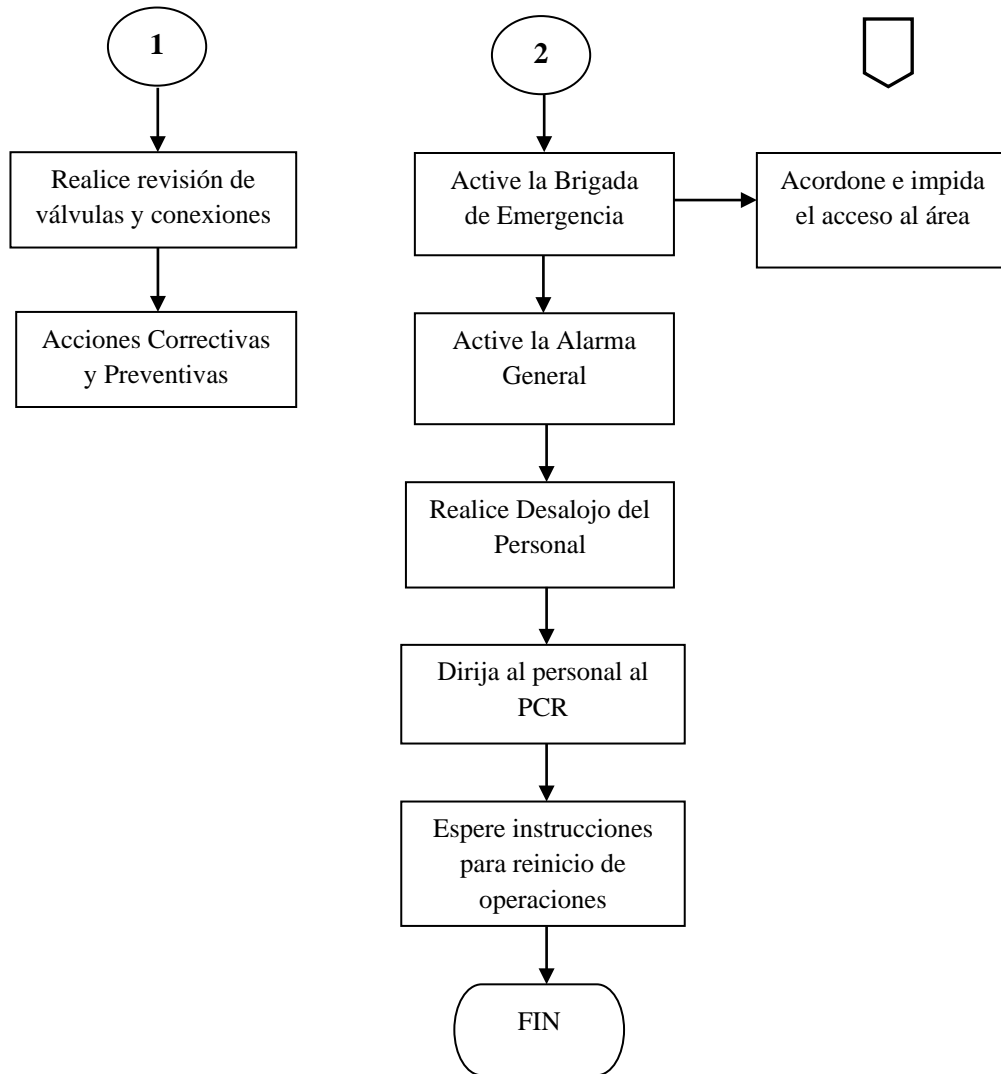 1
Realice revisión de
válvulas y conexiones
Acciones Correctivas
y Preventivas
2
Active la Brigada
de Emergencia
Acordone e impida
el acceso al área
Active la Alarma
General
Realice Desalojo del
Personal
Dirija al personal al
PCR
Espere instrucciones
para reinicio de
operaciones
FIN